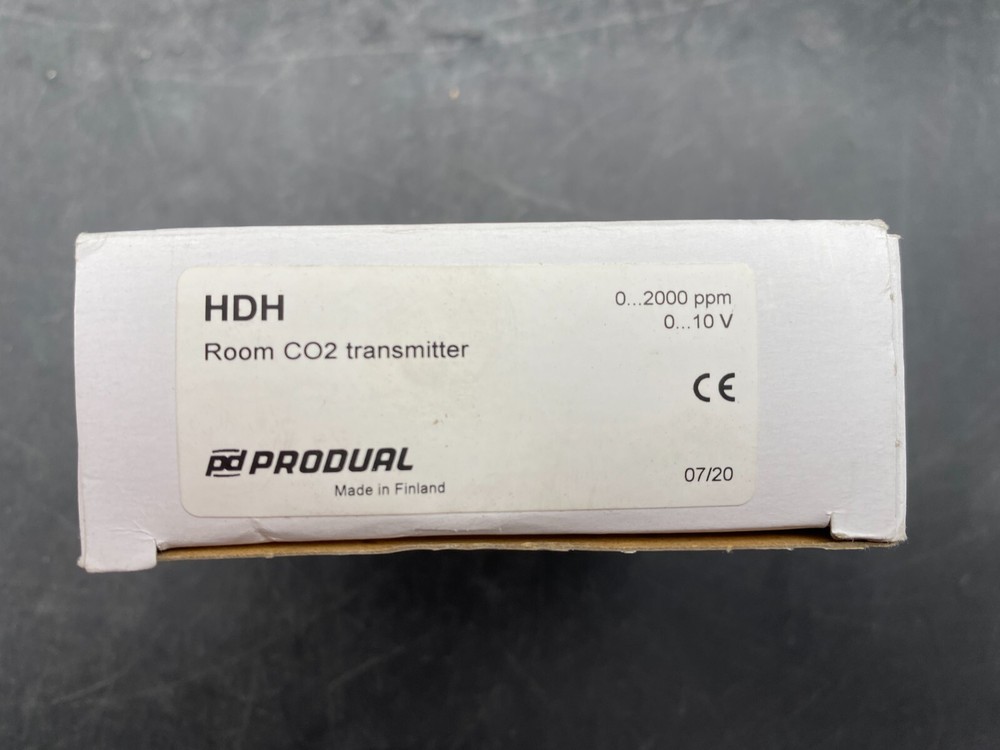 HDH
Room CO2 transmitter
0...2000 ppm
0...10 V
CE
pd PRODUAL
Made in Finland
07/20